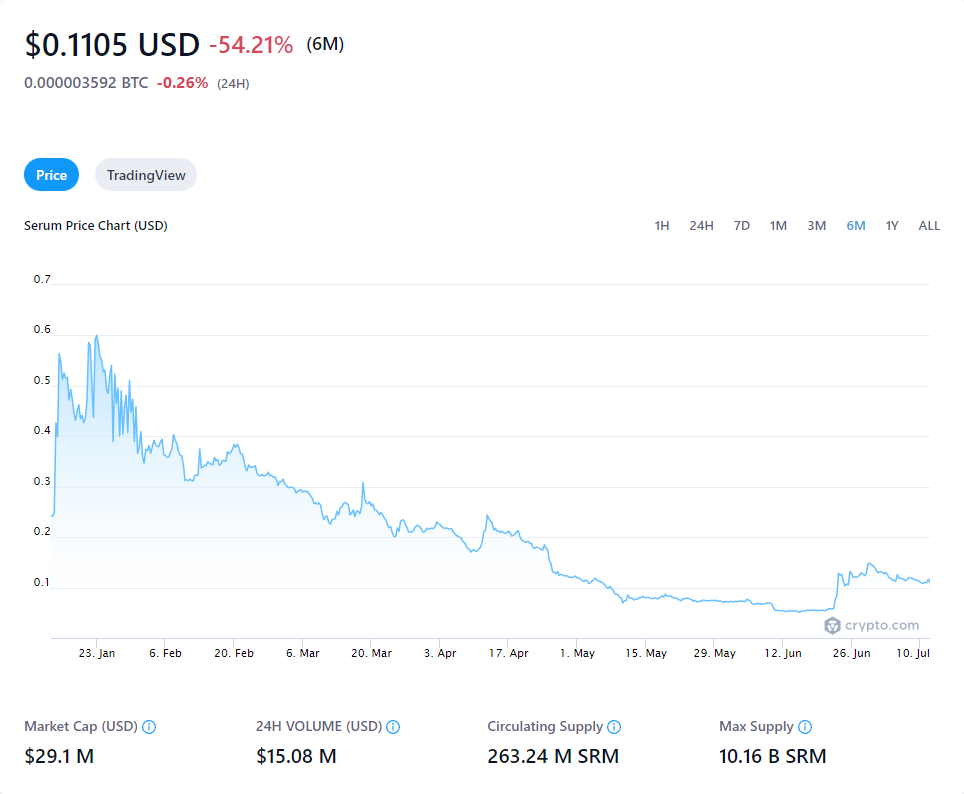 $0.1105 USD -54.21% (6M)
0.000003592 BTC -0.26% (24H)
Price TradingView
Serum Price Chart (USD) 1H 24H 7D 1M 3M 6M 1Y ALL
0.7
0.6
0.5
0.4
0.3
0.2
0.1
crypto.com
23. Jan 6. Feb 20. Feb 6. Mar 20. Mar 3. Apr 17. Apr 1. May 15. May 29. May 12. Jun 26. Jun 10. Jul
Market Cap (USD) 24H VOLUME (USD) Circulating Supply Max Supply
$29.1 M $15.08 M 263.24 M SRM 10.16 B SRM